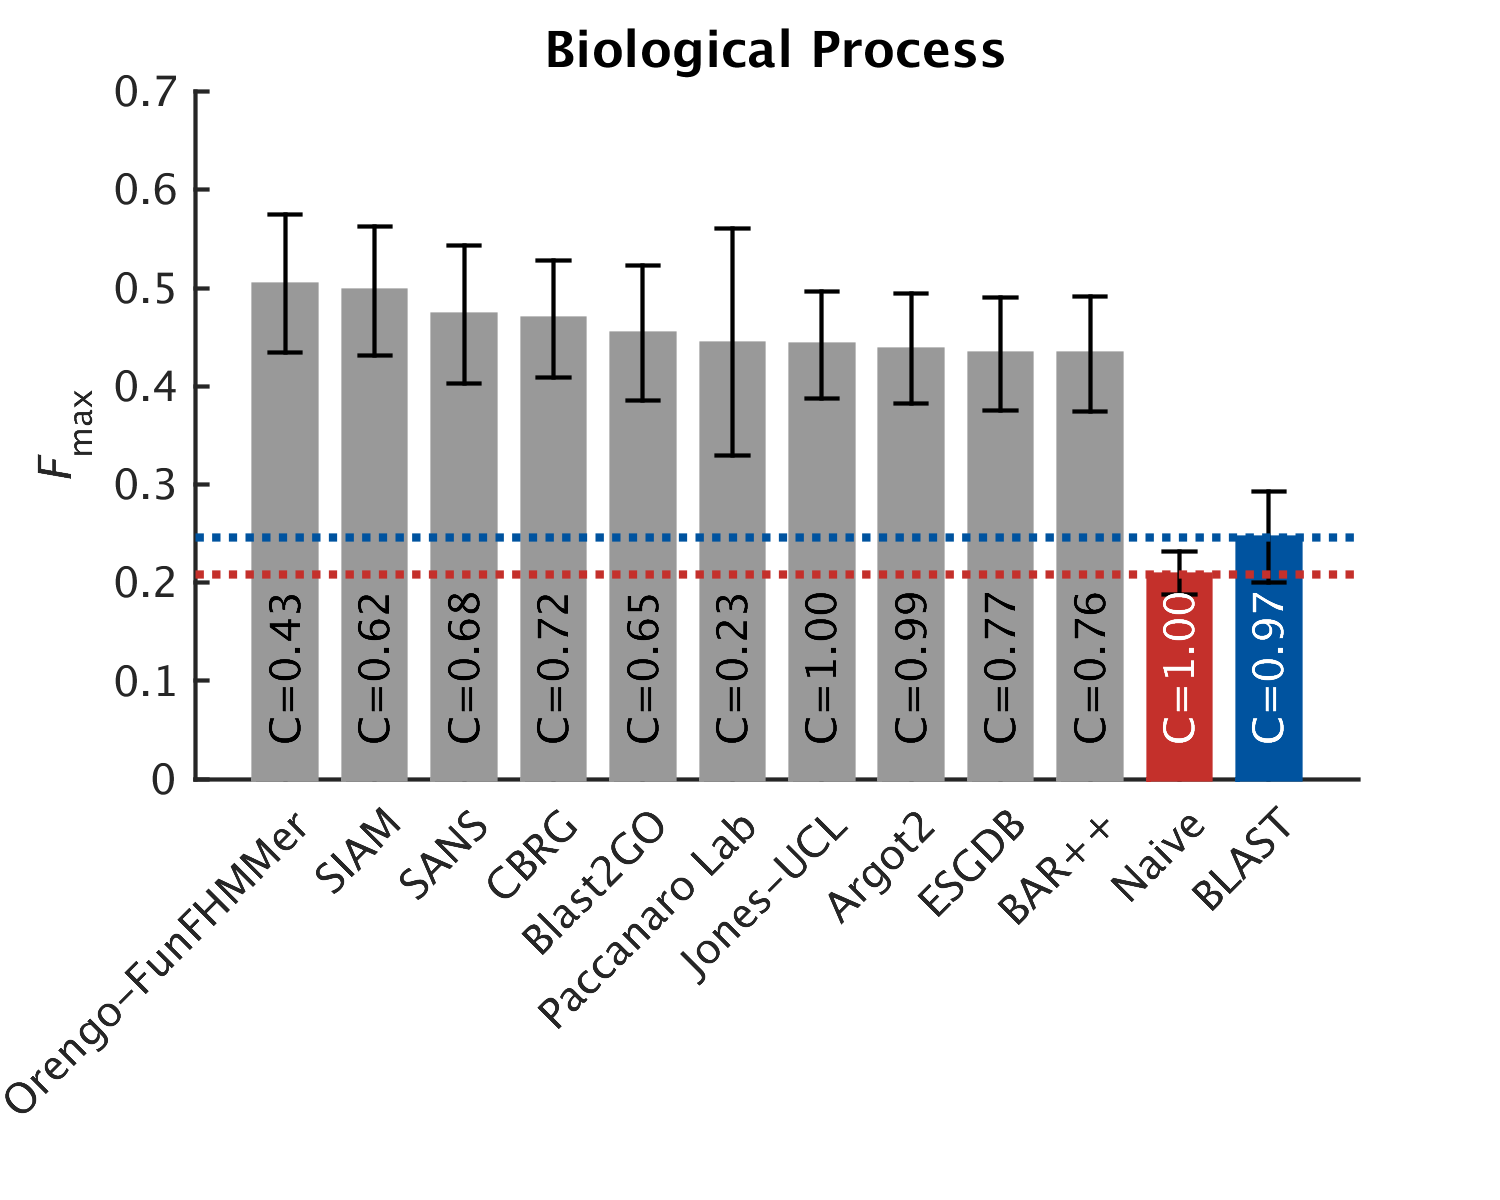 Biological Process
0.7
0.6
0.5
0.4
0.3
0.2
0.1
0
Fmax
C=0.43
C=0.62
C=0.68
C=0.72
C=0.65
C=0.23
C=1.00
C=0.99
C=0.77
C=0.76
C=1.00
C=0.97
Orengo-FunFHMMer
SIAM
SANS
CBRG
Blast2GO
Paccanaro Lab
Jones-UCL
Argot2
ESGDB
BAR++
Naive
BLAST